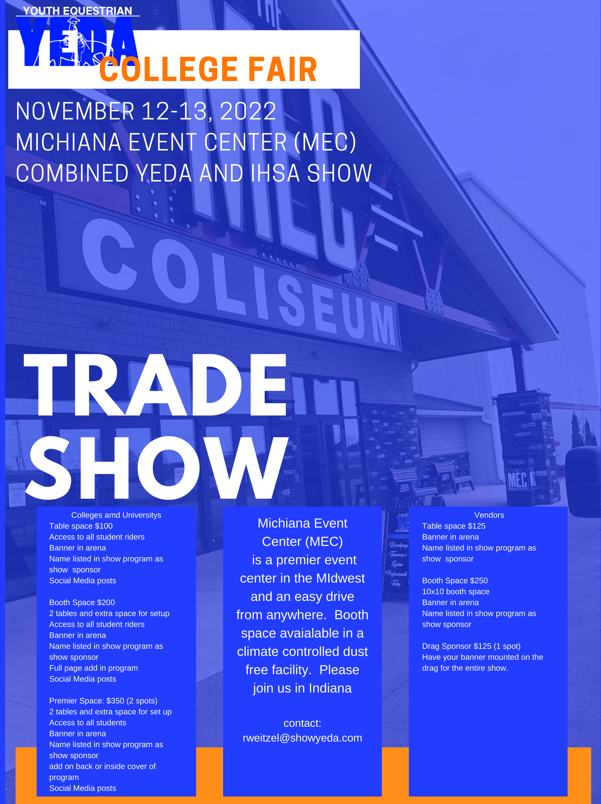 YOUTH EQUESTRIAN
YEDA
COLLEGE FAIR
NOVEMBER 12-13, 2022
MICHIANA EVENT CENTER (MEC)
COMBINED YEDA AND IHSA SHOW
THE
MEC
COLISEUM
TRADE
SHOW
TRASH
MEC
Colleges amd Universitys
Table space $100
Access to all student riders
Banner in arena
Name listed in show program as
show  sponsor
Social Media posts
Booth Space $200
2 tables and extra space for setup
Access to all student riders
Banner in arena
Name listed in show program as
show sponsor
Full page add in program
Social Media posts
Premier Space: $350 (2 spots)
2 tables and extra space for set up
Access to all students
Banner in arena
Name listed in show program as
show sponsor
add on back or inside cover of
program
Social Media posts
Michiana Event
Center (MEC)
is a premier event
center in the MIdwest
and an easy drive
from anywhere.  Booth
space avaialable in a
climate controlled dust
free facility.  Please
join us in Indiana
contact:
rweitzel@showyeda.com
Vendors
Table space $125
Banner in arena
Name listed in show program as
show  sponsor
Booth Space $250
10x10 booth space
Banner in arena
Name listed in show program as
show sponsor
Drag Sponsor $125 (1 spot)
Have your banner mounted on the
drag for the entire show.